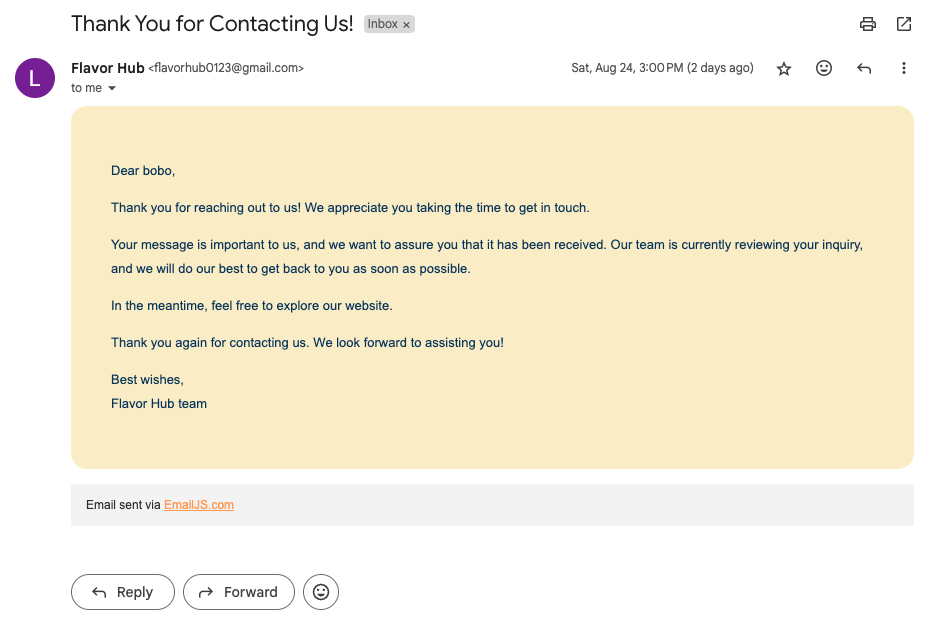 Thank You for Contacting Us! Inbox ×
L
Flavor Hub <flavorhub0123@gmail.com> Sat, Aug 24, 3:00 PM (2 days ago)
to me
Dear bobo,
Thank you for reaching out to us! We appreciate you taking the time to get in touch.
Your message is important to us, and we want to assure you that it has been received. Our team is currently reviewing your inquiry,
and we will do our best to get back to you as soon as possible.
In the meantime, feel free to explore our website.
Thank you again for contacting us. We look forward to assisting you!
Best wishes,
Flavor Hub team
Email sent via EmailJS.com
Reply Forward